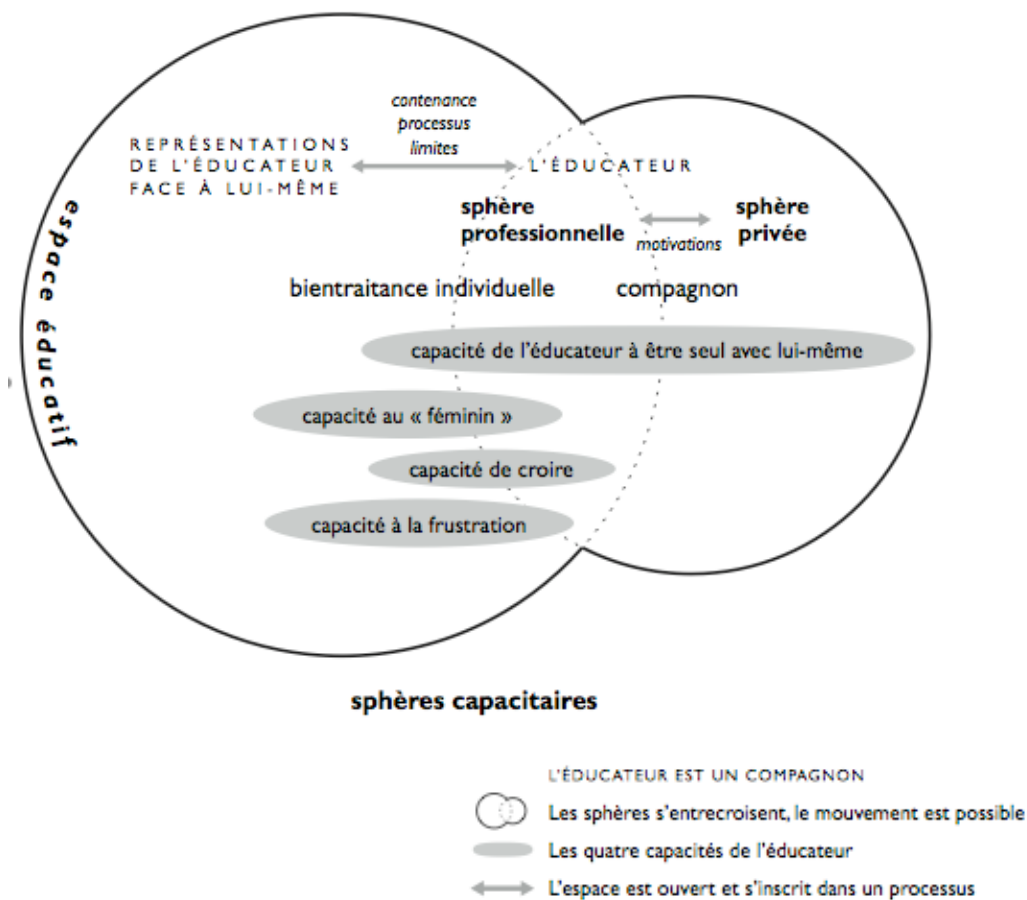 contenance
processus
limites
REPRÉSENTATIONS
DE L'ÉDUCATEUR
FACE À LUI-MÊME
L'ÉDUCATEUR
sphère
professionnelle
motivations
sphère
privée
espace éducatif
bientraitance individuelle
compagnon
capacité de l'éducateur à être seul avec lui-même
capacité au « féminin »
capacité de croire
capacité à la frustration
sphères capacitaires
L'ÉDUCATEUR EST UN COMPAGNON
Les sphères s'entrecroisent, le mouvement est possible
Les quatre capacités de l'éducateur
L'espace est ouvert et s'inscrit dans un processus